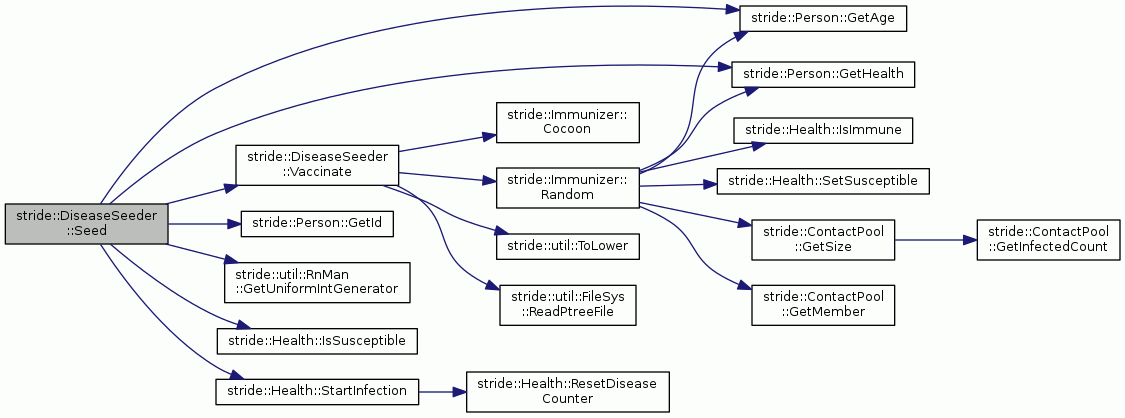 stride::DiseaseSeeder
::Seed
stride::Person::GetAge
stride::Person::GetHealth
stride::DiseaseSeeder
::Vaccinate
stride::Immunizer::
Cocoon
stride::Immunizer::
Random
stride::Health::IsImmune
stride::Health::SetSusceptible
stride::ContactPool
::GetSize
stride::ContactPool
::GetInfectedCount
stride::ContactPool
::GetMember
stride::util::ToLower
stride::util::FileSys
::ReadPtreeFile
stride::Person::GetId
stride::util::RnMan
::GetUniformIntGenerator
stride::Health::IsSusceptible
stride::Health::StartInfection
stride::Health::ResetDisease
Counter